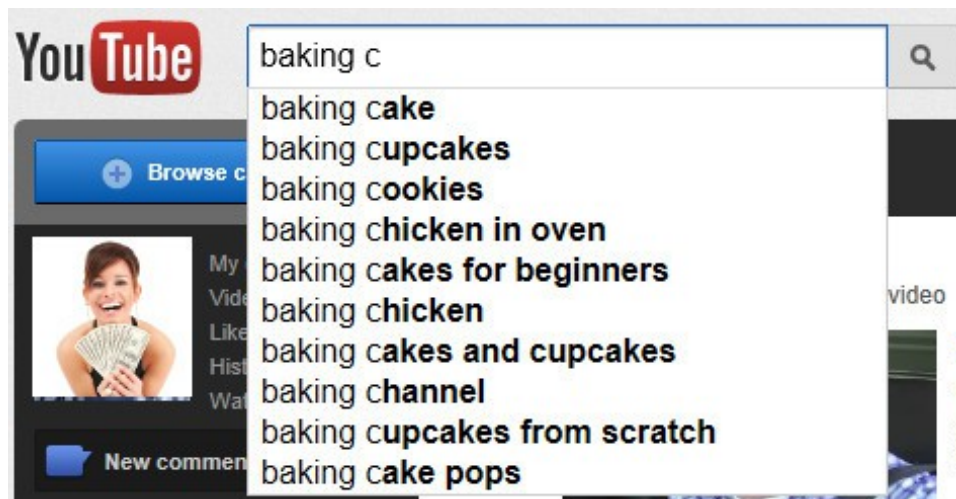 YouTube
baking c
baking cake
baking cupcakes
baking cookies
baking chicken in oven
baking cakes for beginners
baking chicken
baking cakes and cupcakes
baking channel
baking cupcakes from scratch
baking cake pops
Browse c
My
Vide
Like
Hist
Wat
New commen
video